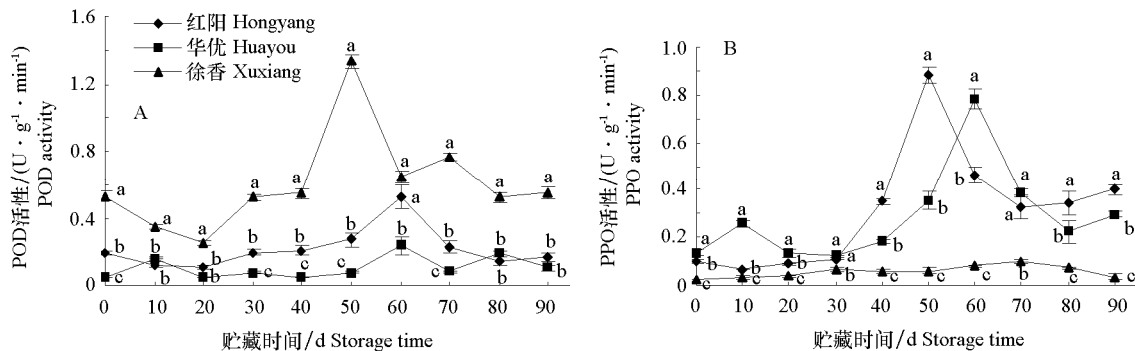 POD活性/(U·g⁻¹·min⁻¹)
POD activity
1.6
1.2
0.8
0.4
0
红阳 Hongyang
华优 Huayou
徐香 Xuxiang
A
a a a a a a a a a a
b b b b b a b b b b
c b b c c c b c b b
0 10 20 30 40 50 60 70 80 90
贮藏时间/d Storage time
PPO活性/(U·g⁻¹·min⁻¹)
PPO activity
1.0
0.8
0.6
0.4
0.2
0
B
a a a a a a a a a a
b b b a b b b a b b
c c c b c c c b c c
0 10 20 30 40 50 60 70 80 90
贮藏时间/d Storage time